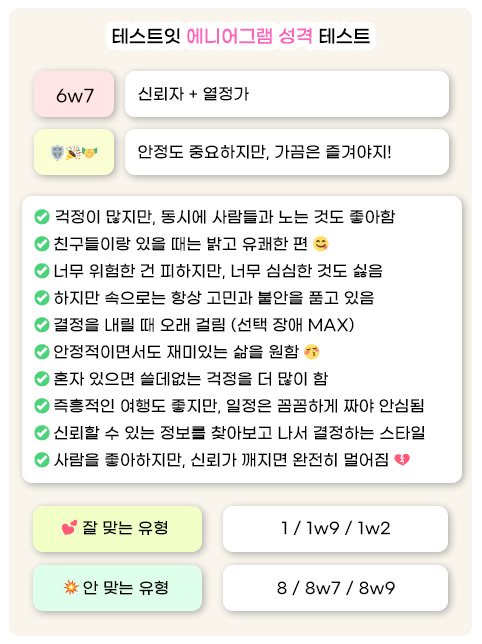 테스트잇 에니어그램 성격 테스트
6w7
신뢰자 + 열정가
🛡️🎉🤝
안정도 중요하지만, 가끔은 즐겨야지!
✅ 걱정이 많지만, 동시에 사람들과 노는 것도 좋아함
✅ 친구들이랑 있을 때는 밝고 유쾌한 편 😋
✅ 너무 위험한 건 피하지만, 너무 심심한 것도 싫음
✅ 하지만 속으로는 항상 고민과 불안을 품고 있음
✅ 결정을 내릴 때 오래 걸림 (선택 장애 MAX)
✅ 안정적이면서도 재미있는 삶을 원함 😚
✅ 혼자 있으면 쓸데없는 걱정을 더 많이 함
✅ 즉흥적인 여행도 좋지만, 일정은 꼼꼼하게 짜야 안심됨
✅ 신뢰할 수 있는 정보를 찾아보고 나서 결정하는 스타일
✅ 사람을 좋아하지만, 신뢰가 깨지면 완전히 멀어짐 💔
💕 잘 맞는 유형
1 / 1w9 / 1w2
💥 안 맞는 유형
8 / 8w7 / 8w9